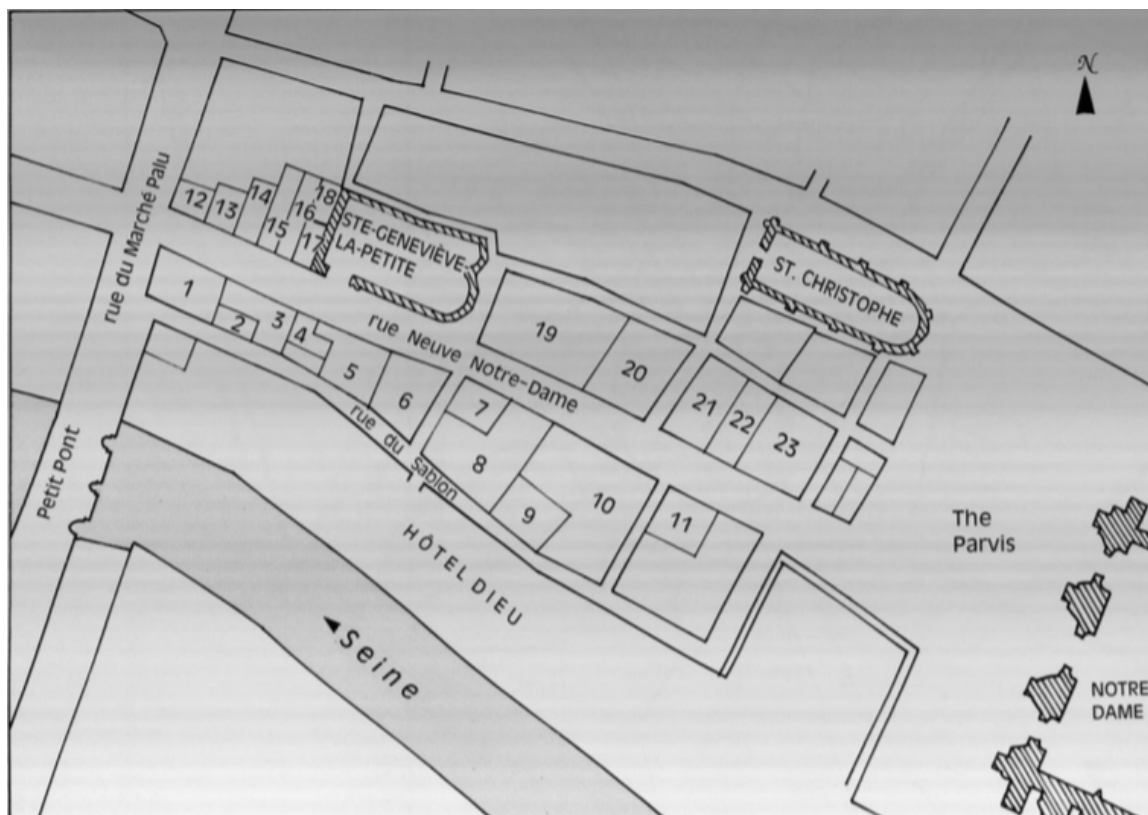 N
rue du Marché Palu
12
13
14
15
16
17
18
STE-GENEVIÈVE
LA-PETITE
ST. CHRISTOPHE
1
2
3
4
5
6
rue Neuve Notre-Dame
19
20
21
22
23
7
8
9
10
11
rue du Sablon
Petit Pont
HÔTEL DIEU
Seine
The
Parvis
NOTRE
DAME